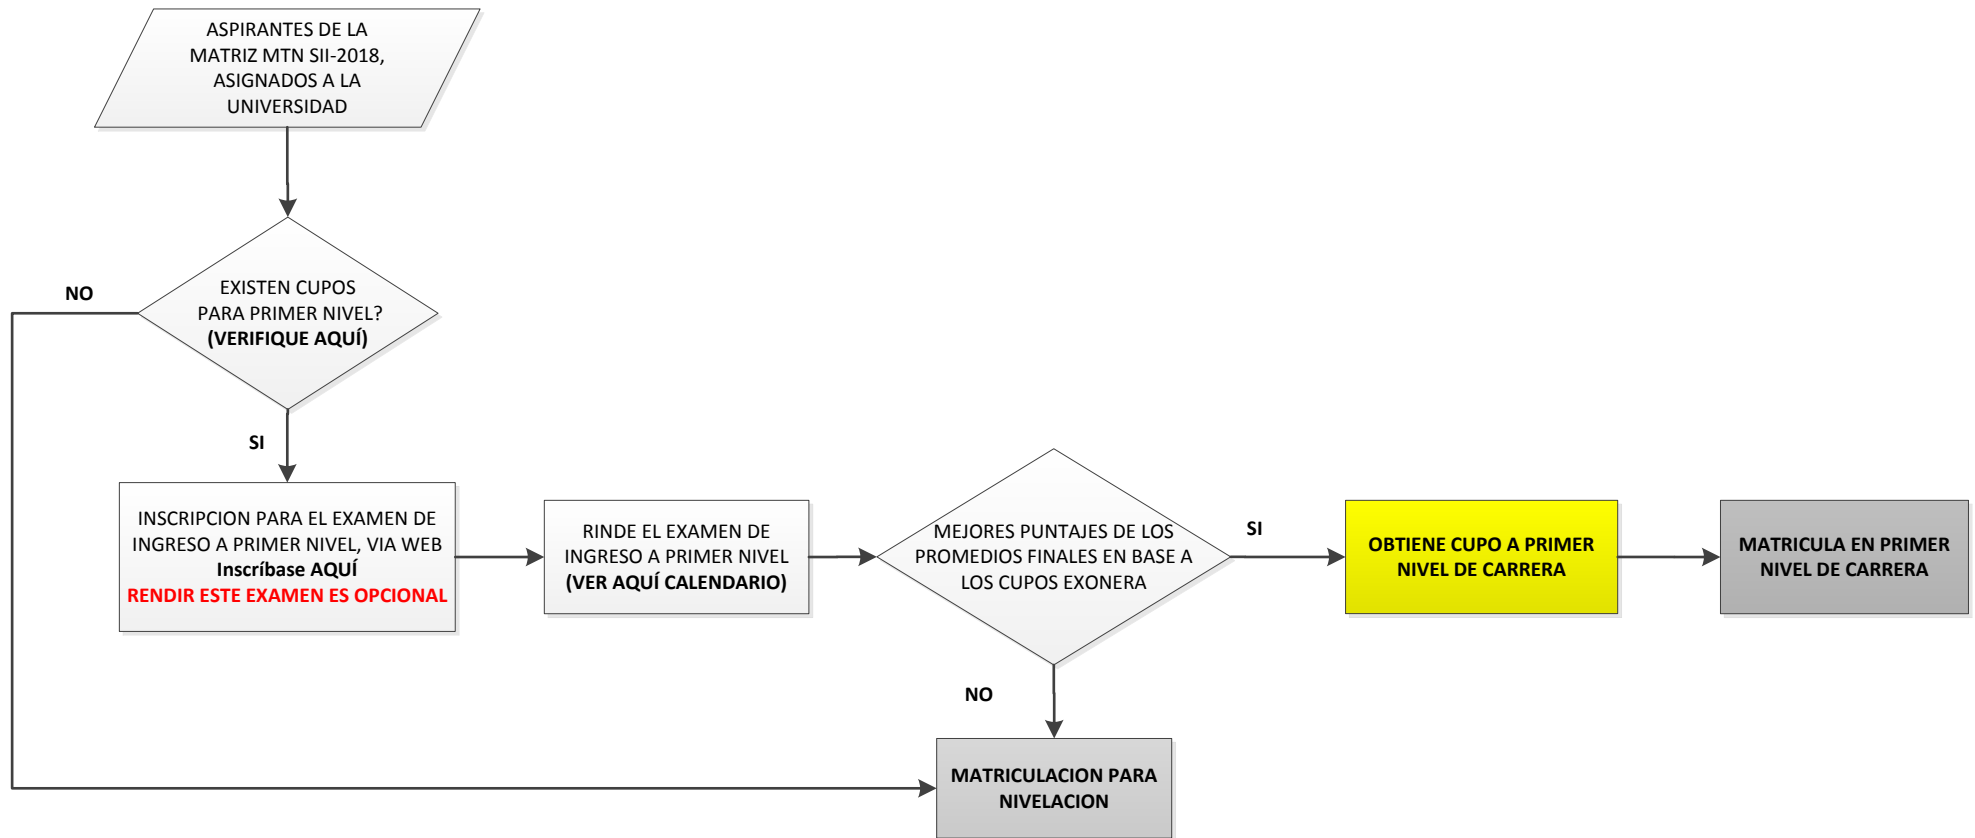 ASPIRANTES DE LA
MATRIZ MTN SII-2018,
ASIGNADOS A LA
UNIVERSIDAD
NO
EXISTEN CUPOS
PARA PRIMER NIVEL?
(VERIFIQUE AQUÍ)
SI
INSCRIPCION PARA EL EXAMEN DE
INGRESO A PRIMER NIVEL, VIA WEB
Inscríbase AQUÍ
RENDIR ESTE EXAMEN ES OPCIONAL
RINDE EL EXAMEN DE
INGRESO A PRIMER NIVEL
(VER AQUÍ CALENDARIO)
MEJORES PUNTAJES DE LOS
PROMEDIOS FINALES EN BASE A
LOS CUPOS EXONERA
SI
OBTIENE CUPO A PRIMER
NIVEL DE CARRERA
MATRICULA EN PRIMER
NIVEL DE CARRERA
NO
MATRICULACION PARA
NIVELACION